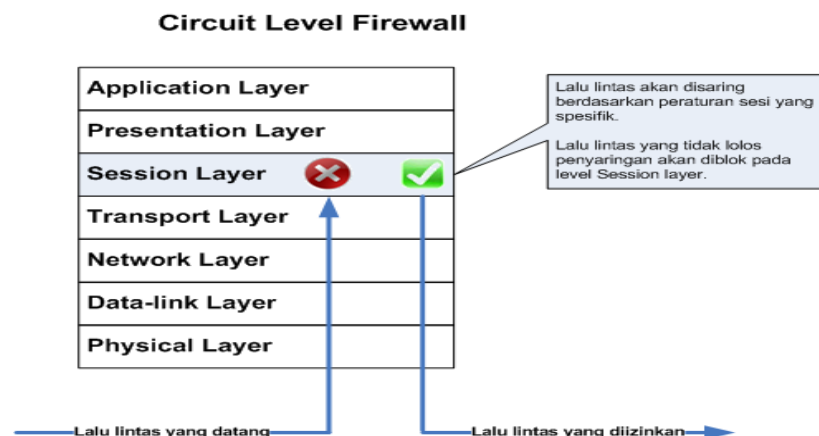 Circuit Level Firewall
Application Layer
Presentation Layer
Session Layer
Transport Layer
Network Layer
Data-link Layer
Physical Layer
Lalu lintas akan disaring
berdasarkan peraturan sesi yang
spesifik.
Lalu lintas yang tidak lolos
penyaringan akan diblok pada
level Session layer.
Lalu lintas yang datang
Lalu lintas yang diizinkan